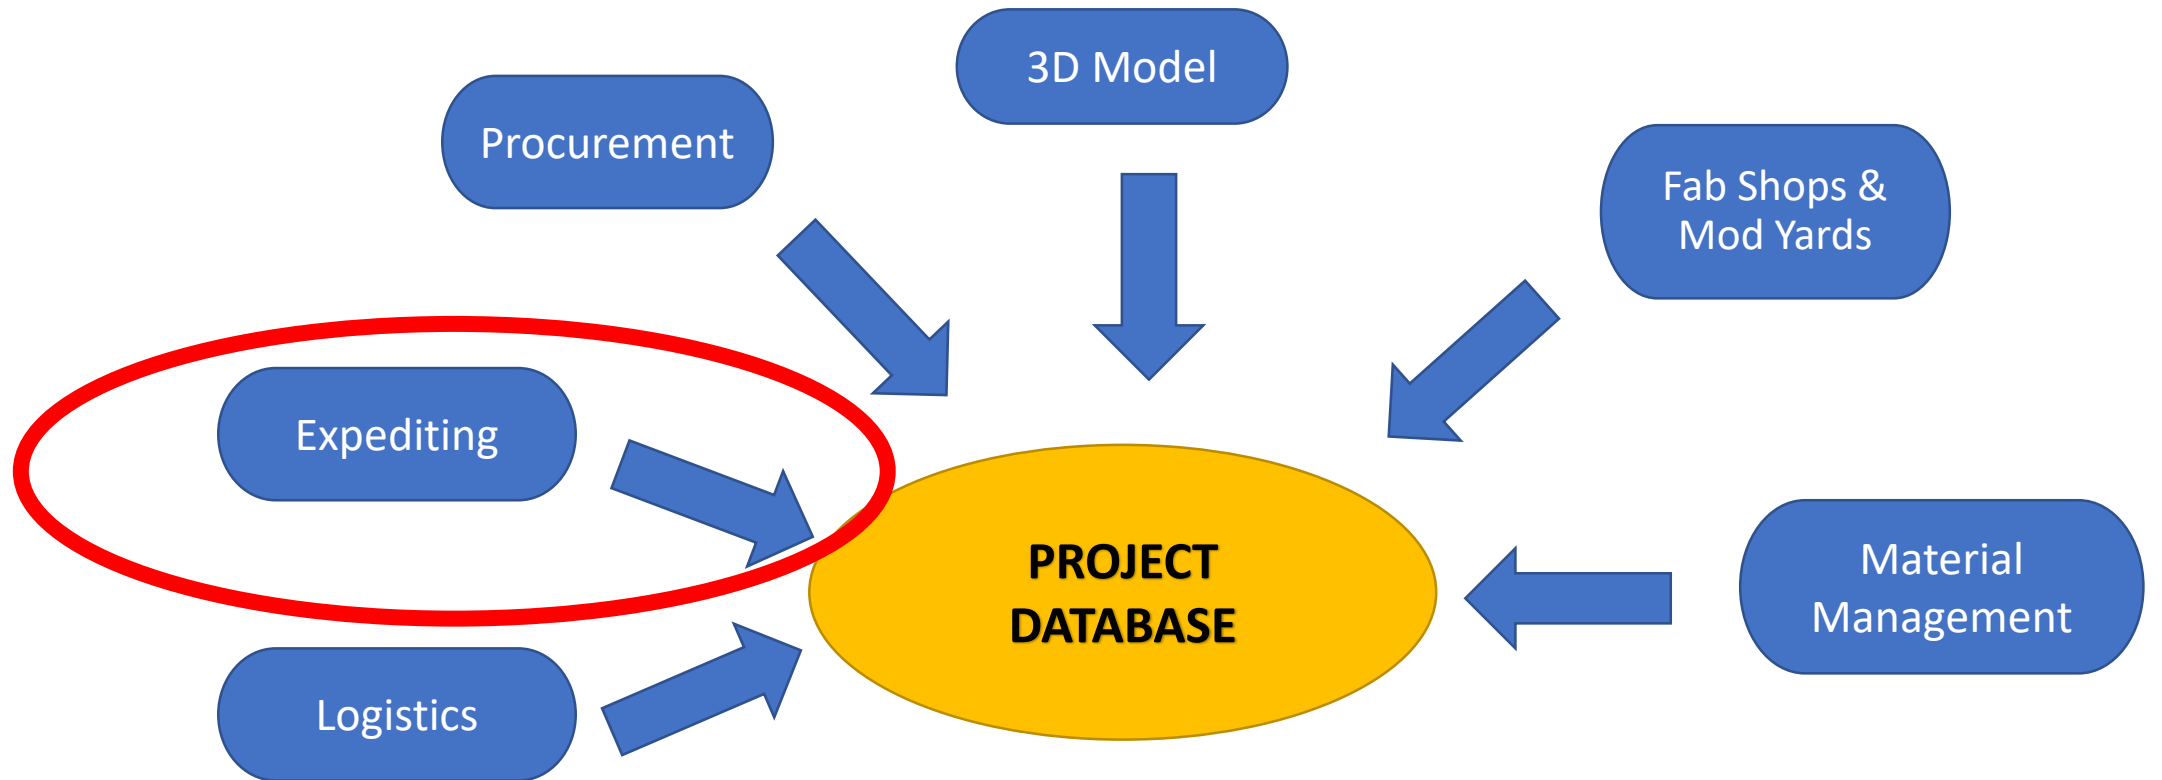 3D Model
Procurement
Fab Shops &
Mod Yards
Expediting
PROJECT
DATABASE
Material
Management
Logistics